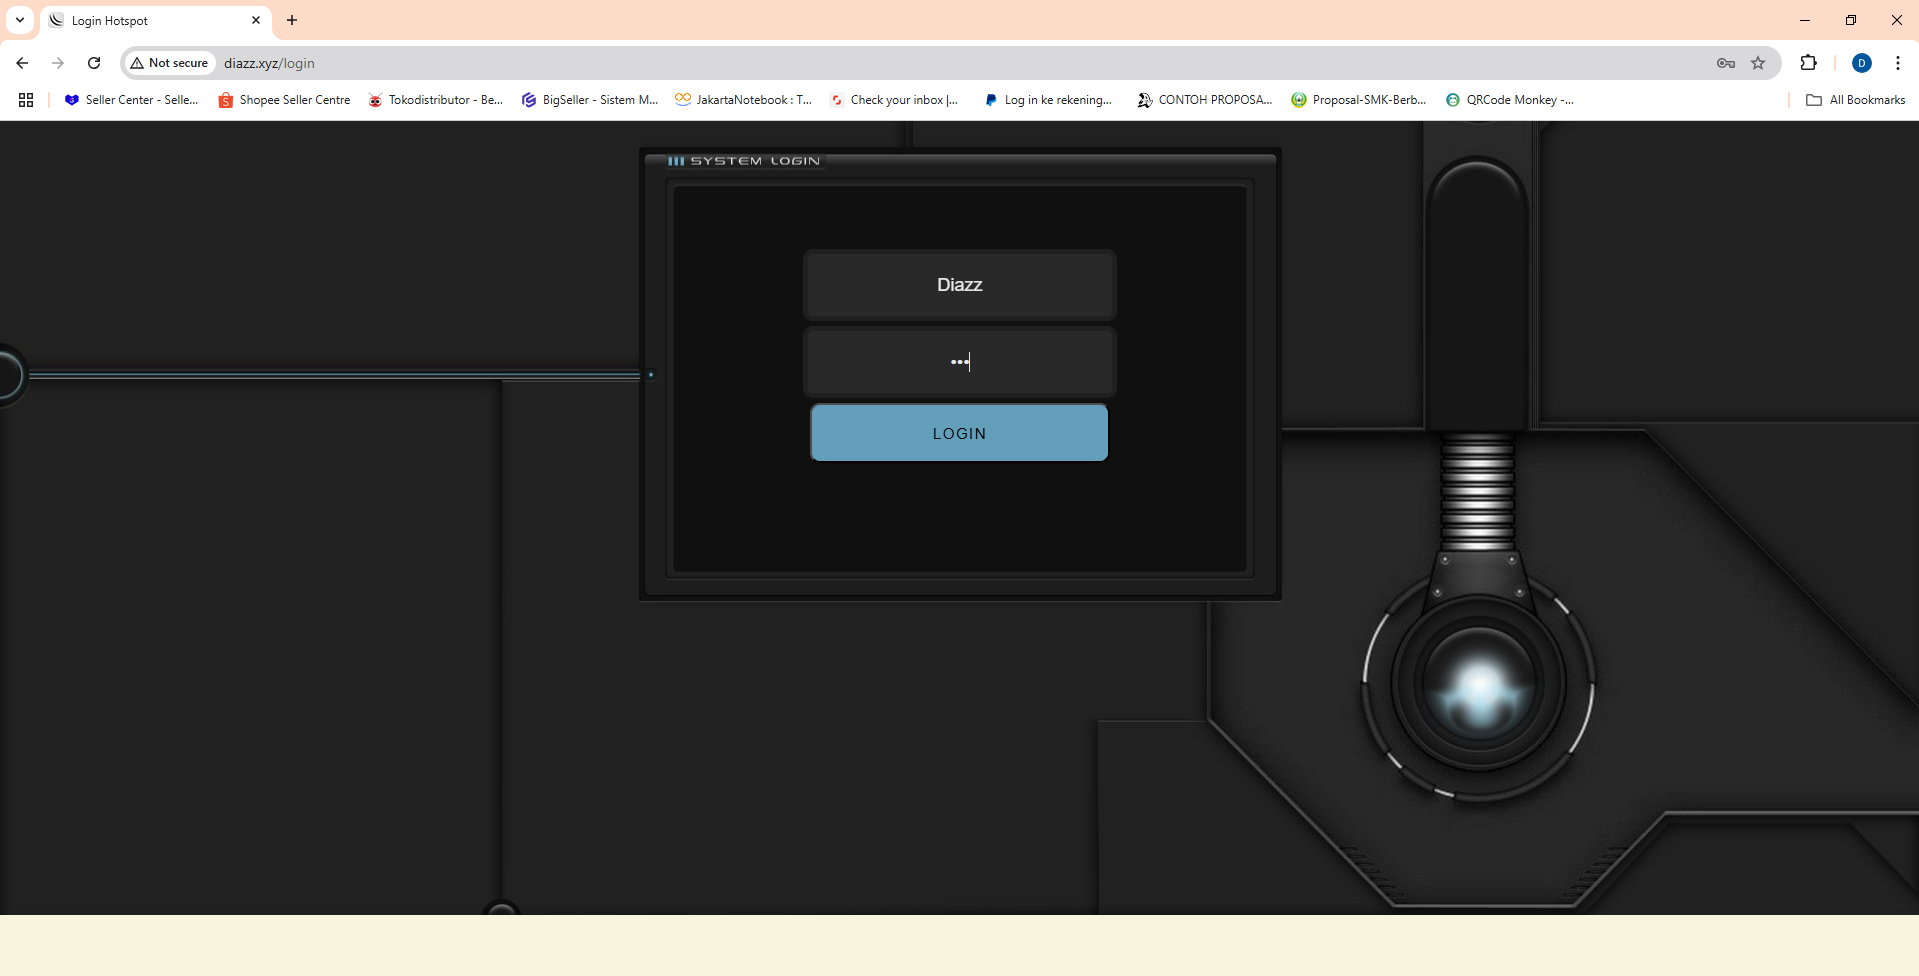 Login Hotspot
Not secure
diazz.xyz/login
D
Seller Center - Selle...
Shopee Seller Centre
Tokodistributor - Be...
BigSeller - Sistem M...
JakartaNotebook : T...
Check your inbox |...
Log in ke rekening...
CONTOH PROPOSA...
Proposal-SMK-Berb...
QRCode Monkey -...
All Bookmarks
SYSTEM LOGIN
Diazz
•••
LOGIN